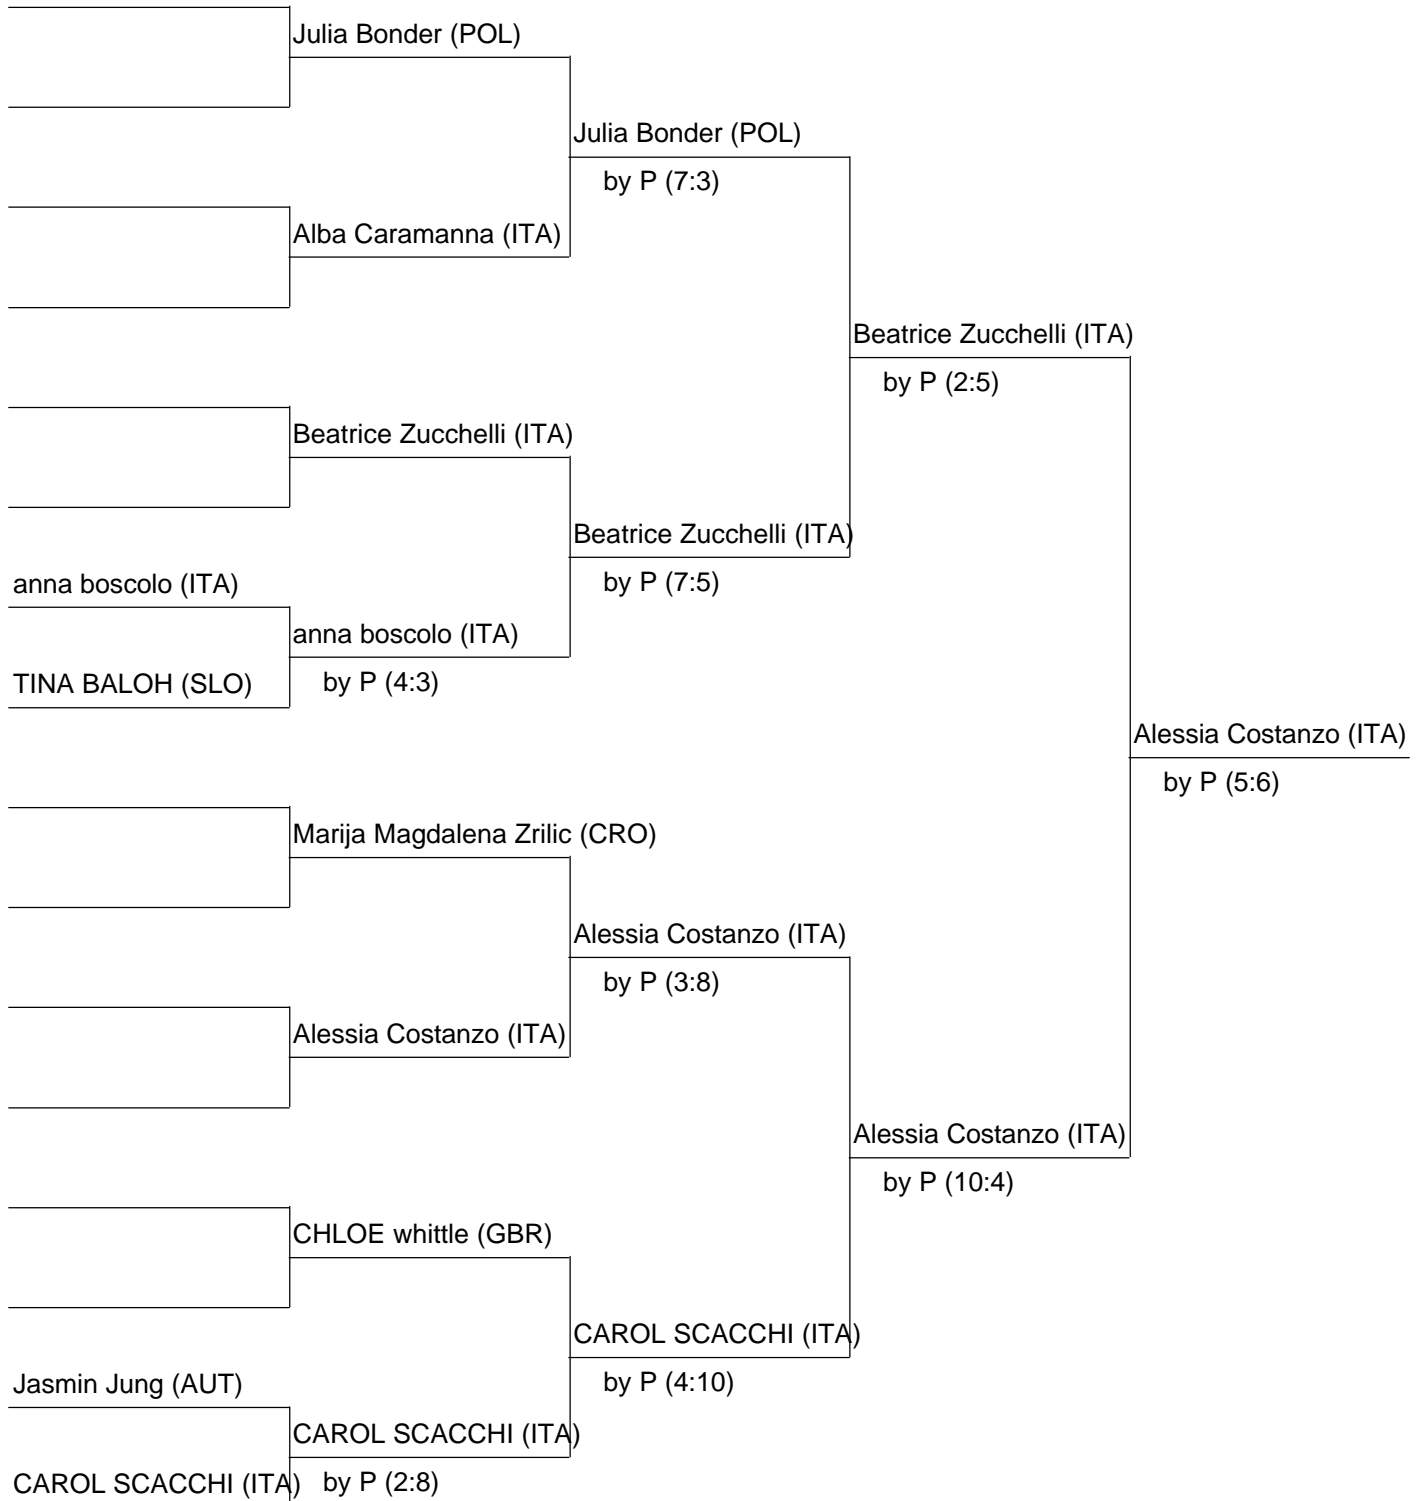 Julia Bonder (POL)
Julia Bonder (POL)
by P (7:3)
Alba Caramanna (ITA)
Beatrice Zucchelli (ITA)
by P (2:5)
Beatrice Zucchelli (ITA)
Beatrice Zucchelli (ITA)
by P (7:5)
anna boscolo (ITA)
anna boscolo (ITA)
by P (4:3)
TINA BALOH (SLO)
Alessia Costanzo (ITA)
by P (5:6)
Marija Magdalena Zrilic (CRO)
Alessia Costanzo (ITA)
by P (3:8)
Alessia Costanzo (ITA)
Alessia Costanzo (ITA)
by P (10:4)
CHLOE whittle (GBR)
CAROL SCACCHI (ITA)
by P (4:10)
Jasmin Jung (AUT)
CAROL SCACCHI (ITA)
by P (2:8)
CAROL SCACCHI (ITA)